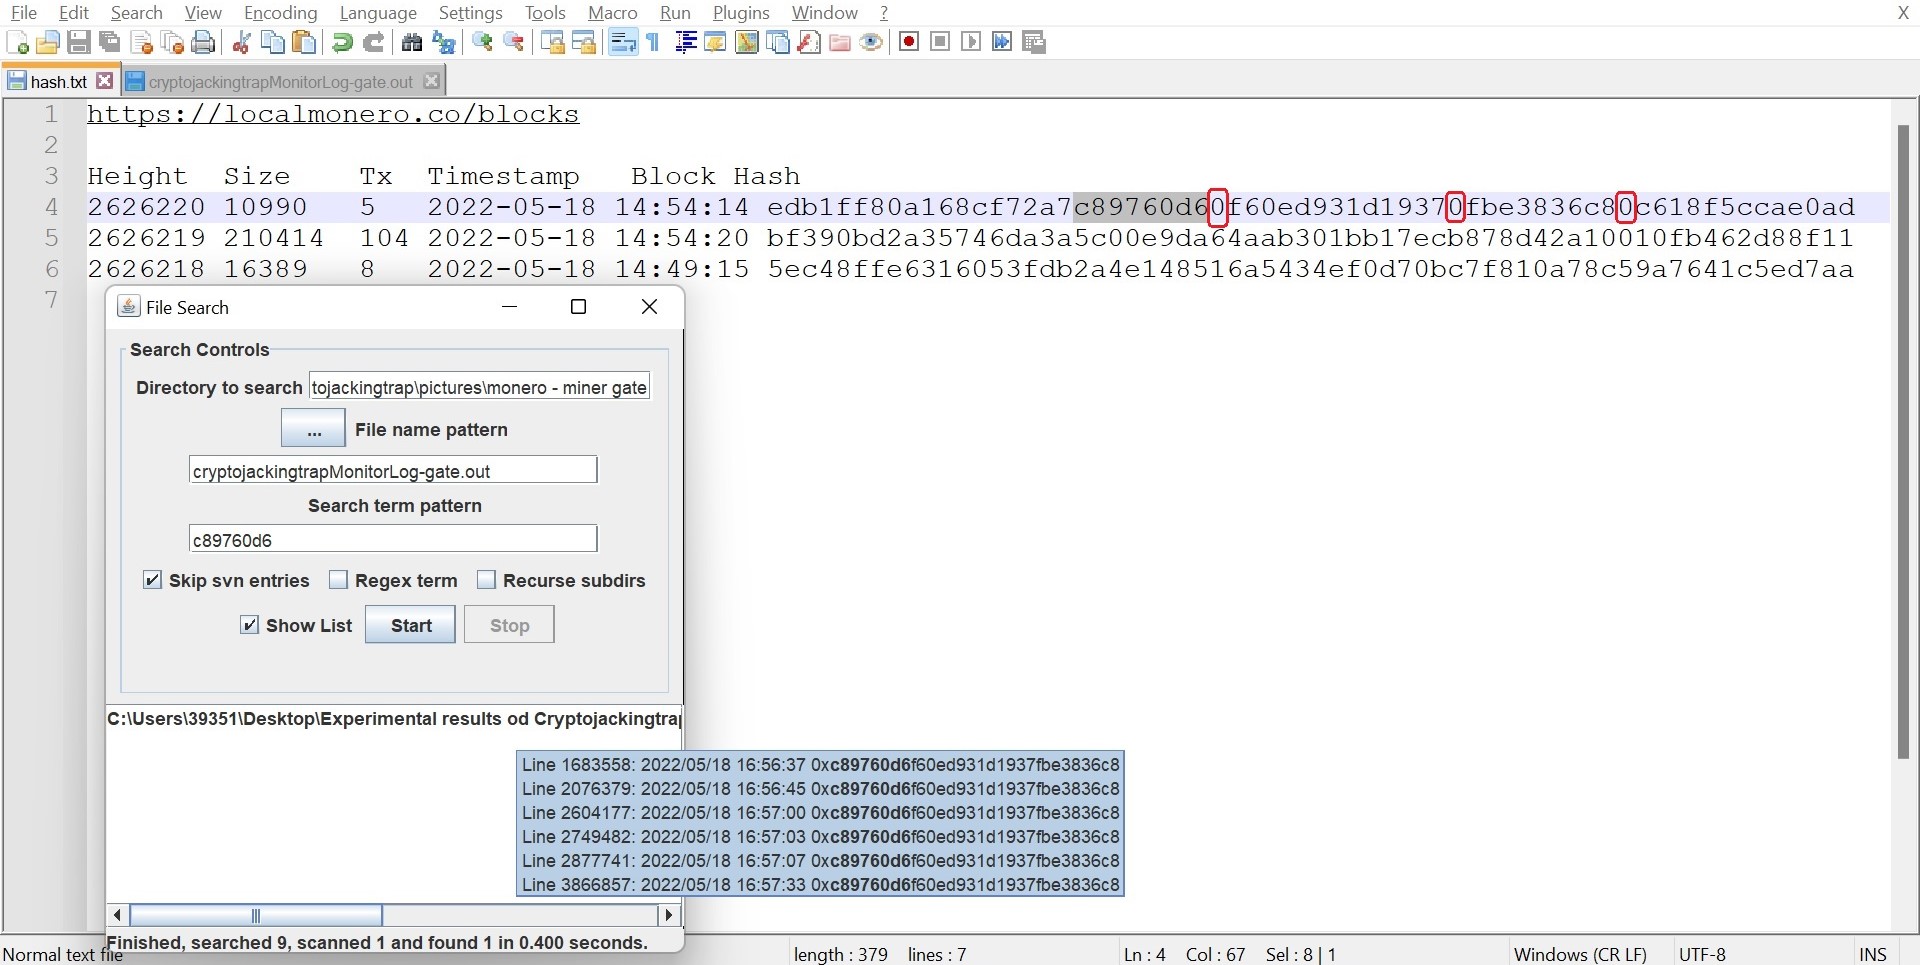 File Edit Search View Encoding Language Settings Tools Macro Run Plugins Window ? X
hash.txt cryptojackingtrapMonitorLog-gate.out
1 https://localmonero.co/blocks
2
3 Height Size Tx Timestamp Block Hash
4 2626220 10990 5 2022-05-18 14:54:14 edb1ff80a168cf72a7c89760d60f60ed931d19370fbe3836c80c618f5ccae0ad
5 2626219 210414 104 2022-05-18 14:54:20 bf390bd2a35746da3a5c00e9da64aab301bb17ecb878d42a10010fb462d88f11
6 2626218 16389 8 2022-05-18 14:49:15 5ec48ffe6316053fdb2a4e148516a5434ef0d70bc7f810a78c59a7641c5ed7aa
7
File Search
Search Controls
Directory to search tojackingtrap\pictures\monero - miner gate
... File name pattern
cryptojackingtrapMonitorLog-gate.out
Search term pattern
c89760d6
Skip svn entries Regex term Recurse subdirs
Show List Start Stop
C:\Users\39351\Desktop\Experimental results od Cryptojackingtrap
Line 1683558: 2022/05/18 16:56:37 0xc89760d6f60ed931d1937fbe3836c8
Line 2076379: 2022/05/18 16:56:45 0xc89760d6f60ed931d1937fbe3836c8
Line 2604177: 2022/05/18 16:57:00 0xc89760d6f60ed931d1937fbe3836c8
Line 2749482: 2022/05/18 16:57:03 0xc89760d6f60ed931d1937fbe3836c8
Line 2877741: 2022/05/18 16:57:07 0xc89760d6f60ed931d1937fbe3836c8
Line 3866857: 2022/05/18 16:57:33 0xc89760d6f60ed931d1937fbe3836c8
Finished, searched 9, scanned 1 and found 1 in 0.400 seconds.
Normal text file length : 379 lines : 7 Ln : 4 Col : 67 Sel : 8 | 1 Windows (CR LF) UTF-8 INS